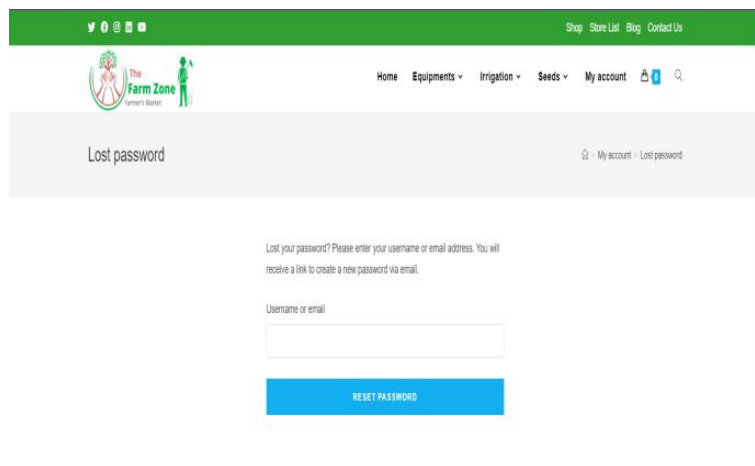 Shop Store List Blog Contact Us
The
Farm Zone
Farmer's Market
Home Equipments Irrigation Seeds My account 0
Lost password
» My account » Lost password
Lost your password? Please enter your username or email address. You will
receive a link to create a new password via email.
Username or email
RESET PASSWORD